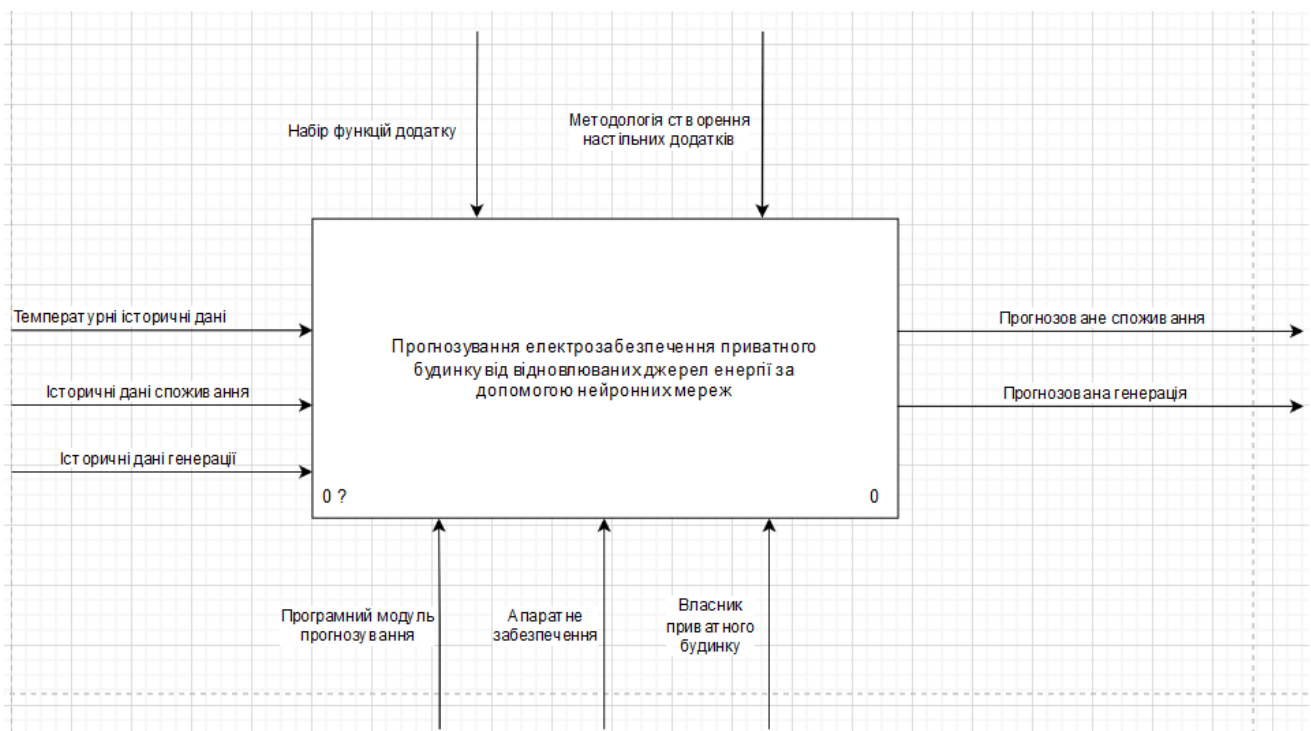 Набір функцій додатку
Методологія створення
настільних додатків
Температурні історичні дані
Історичні дані споживання
Історичні дані генерації
Прогнозування електрозабезпечення приватного
будинку від відновлюваних джерел енергії за
допомогою нейронних мереж
0 ?
0
Прогнозоване споживання
Прогнозована генерація
Програмний модуль
прогнозування
Апаратне
забезпечення
Власник
приватного
будинку